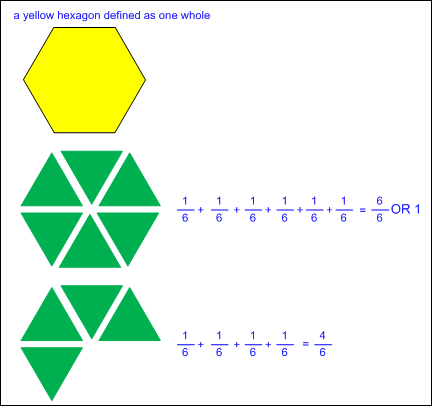 a yellow hexagon defined as one whole
1/6 + 1/6 + 1/6 + 1/6 + 1/6 + 1/6 = 6/6 OR 1
1/6 + 1/6 + 1/6 + 1/6 = 4/6